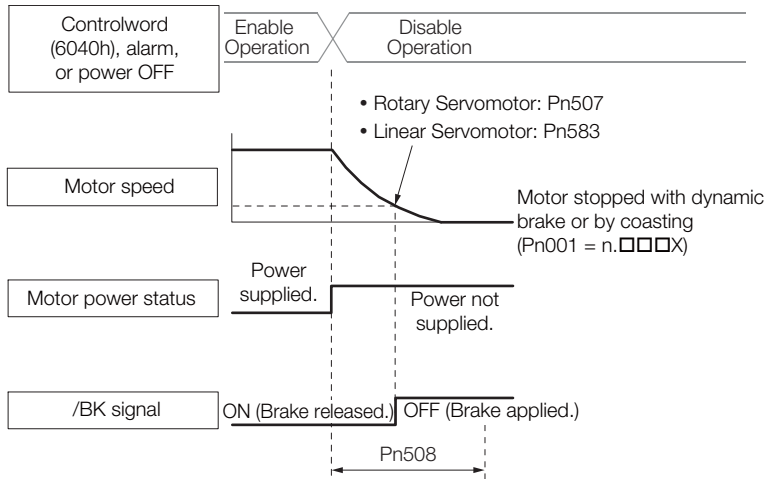 Controlword
(6040h), alarm,
or power OFF
Enable
Operation
Disable
Operation
• Rotary Servomotor: Pn507
• Linear Servomotor: Pn583
Motor speed
Motor stopped with dynamic
brake or by coasting
(Pn001 = n.□□□X)
Motor power status
Power
supplied.
Power not
supplied.
/BK signal
ON (Brake released.)
OFF (Brake applied.)
Pn508